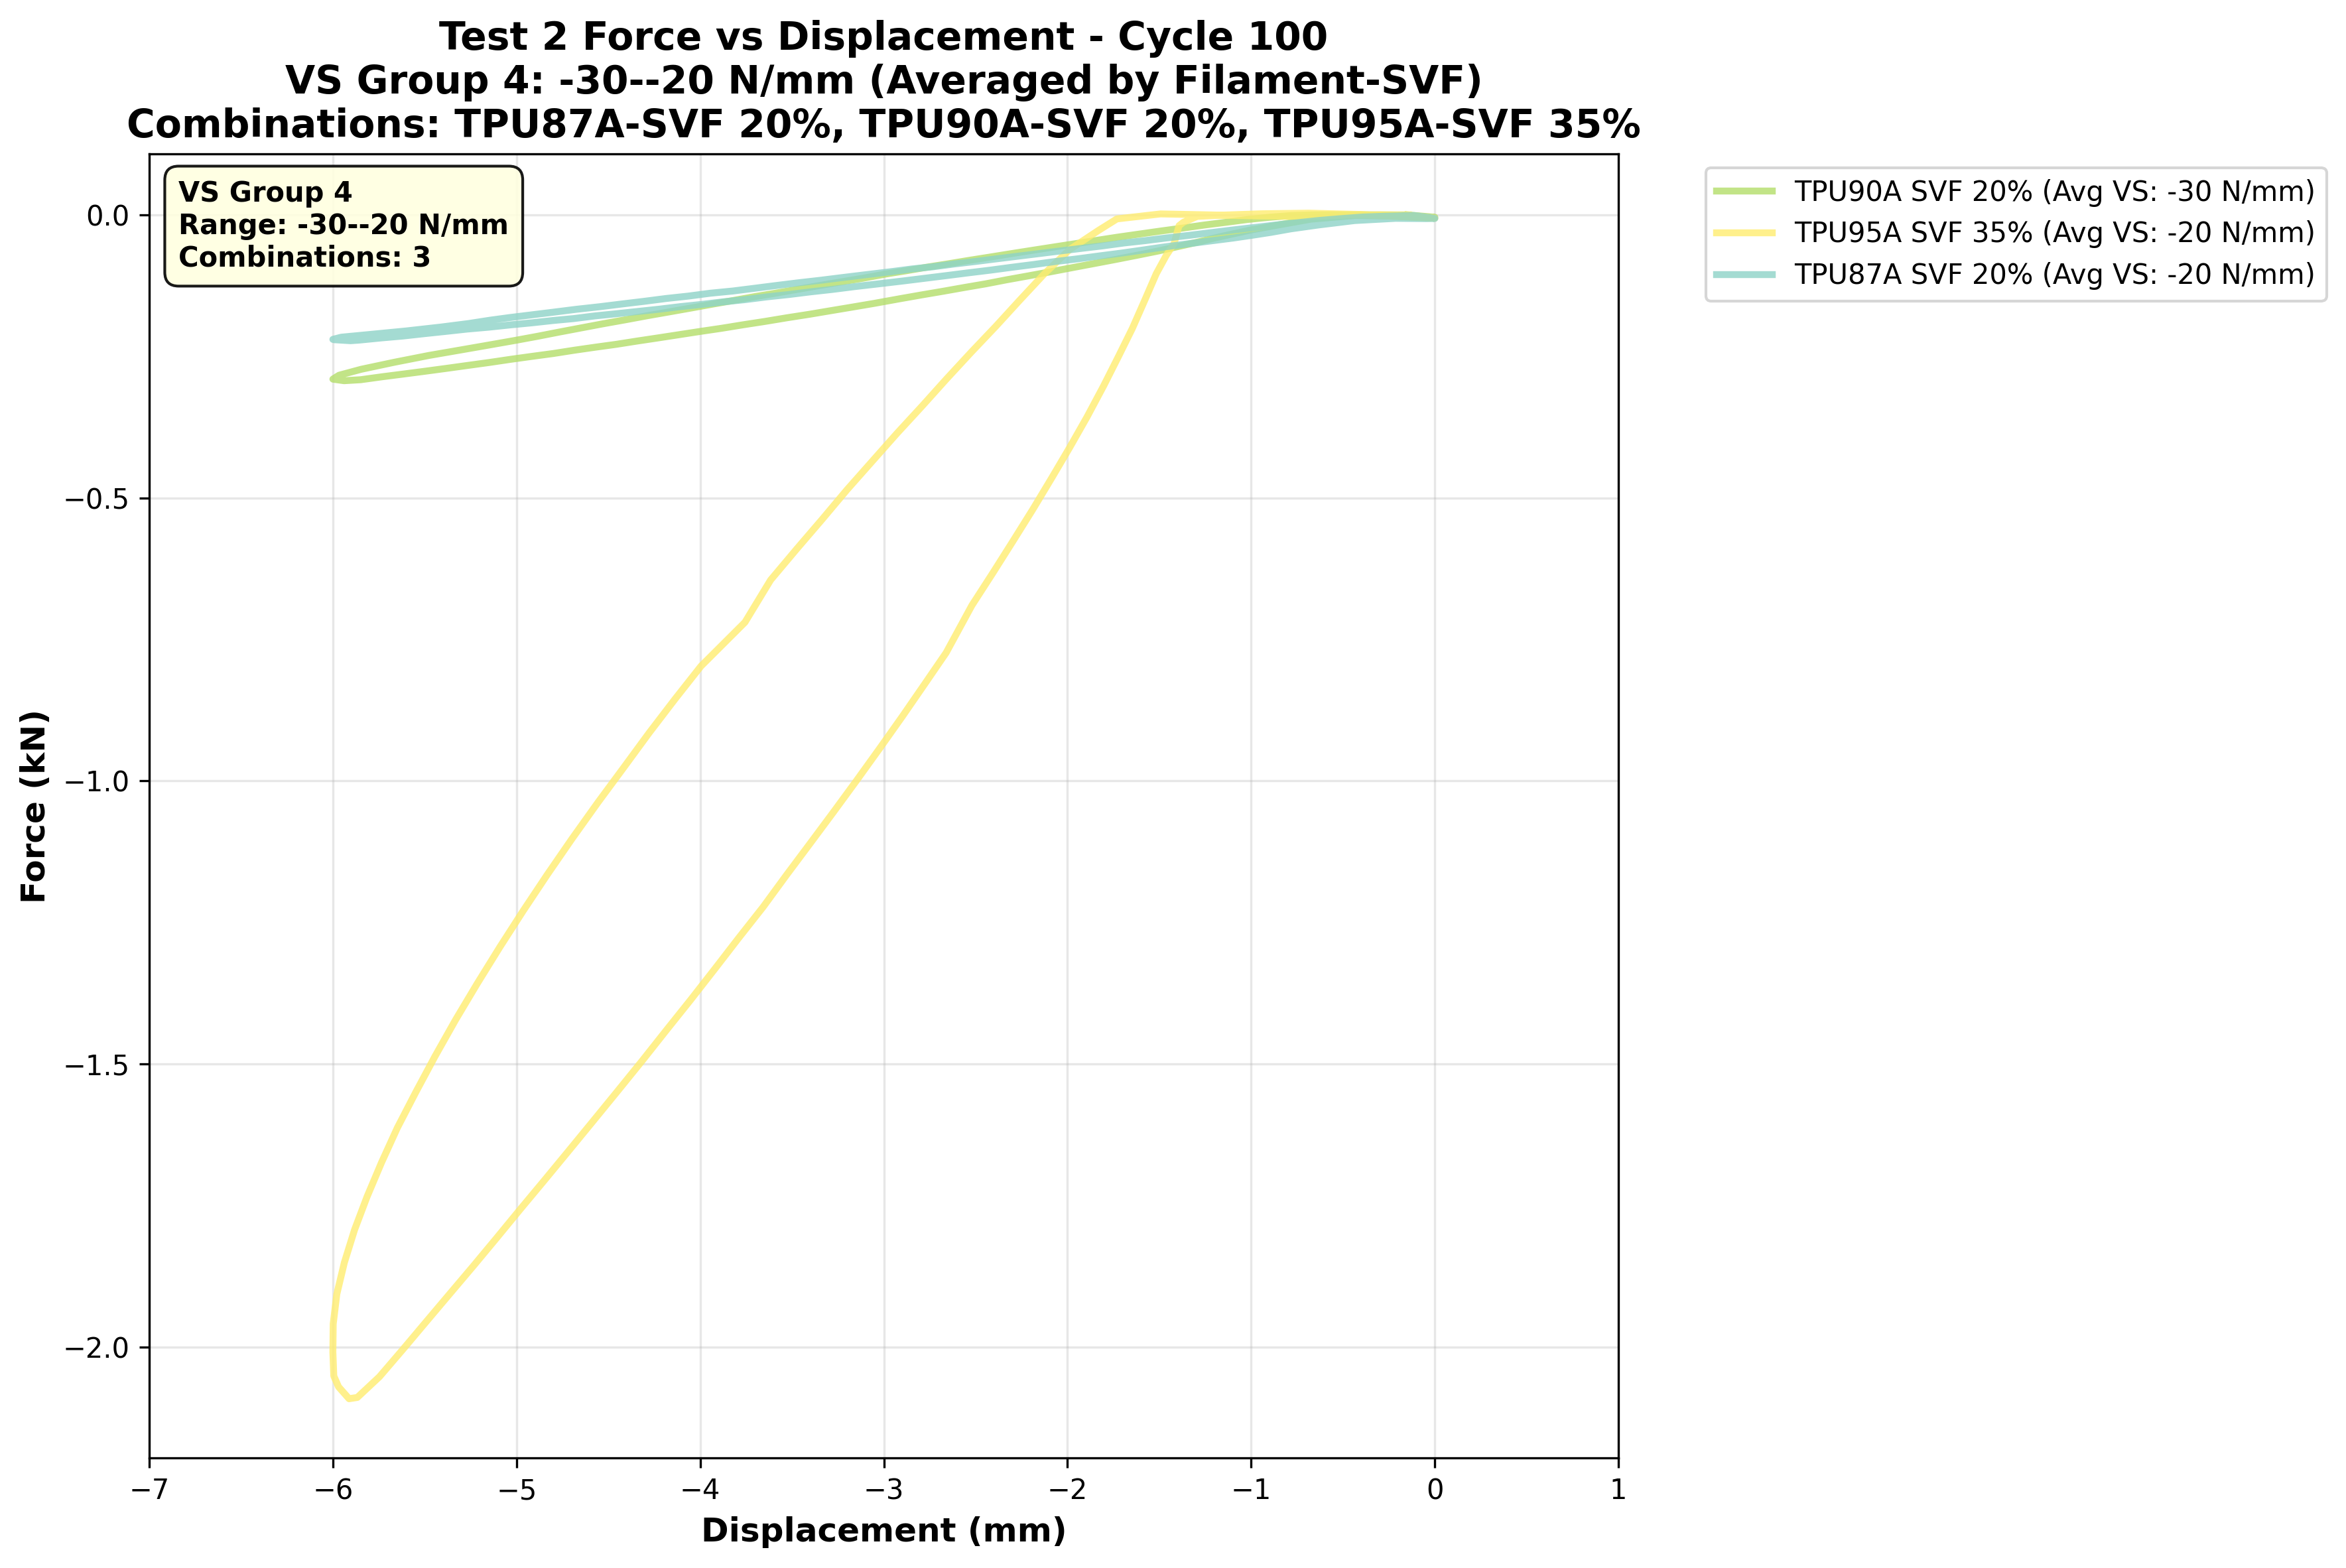 Test 2 Force vs Displacement - Cycle 100
VS Group 4: -30--20 N/mm (Averaged by Filament-SVF)
Combinations: TPU87A-SVF 20%, TPU90A-SVF 20%, TPU95A-SVF 35%
VS Group 4
Range: -30--20 N/mm
Combinations: 3
TPU90A SVF 20% (Avg VS: -30 N/mm)
TPU95A SVF 35% (Avg VS: -20 N/mm)
TPU87A SVF 20% (Avg VS: -20 N/mm)
Force (kN)
0.0
−0.5
−1.0
−1.5
−2.0
−7 −6 −5 −4 −3 −2 −1 0 1
Displacement (mm)